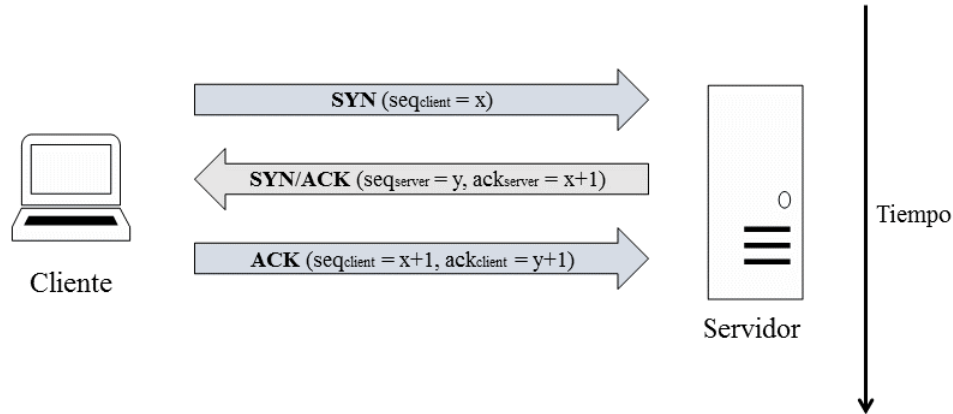 SYN (seqclient = x)
SYN/ACK (seqserver = y, ackserver = x+1)
ACK (seqclient = x+1, ackclient = y+1)
Cliente
Servidor
Tiempo